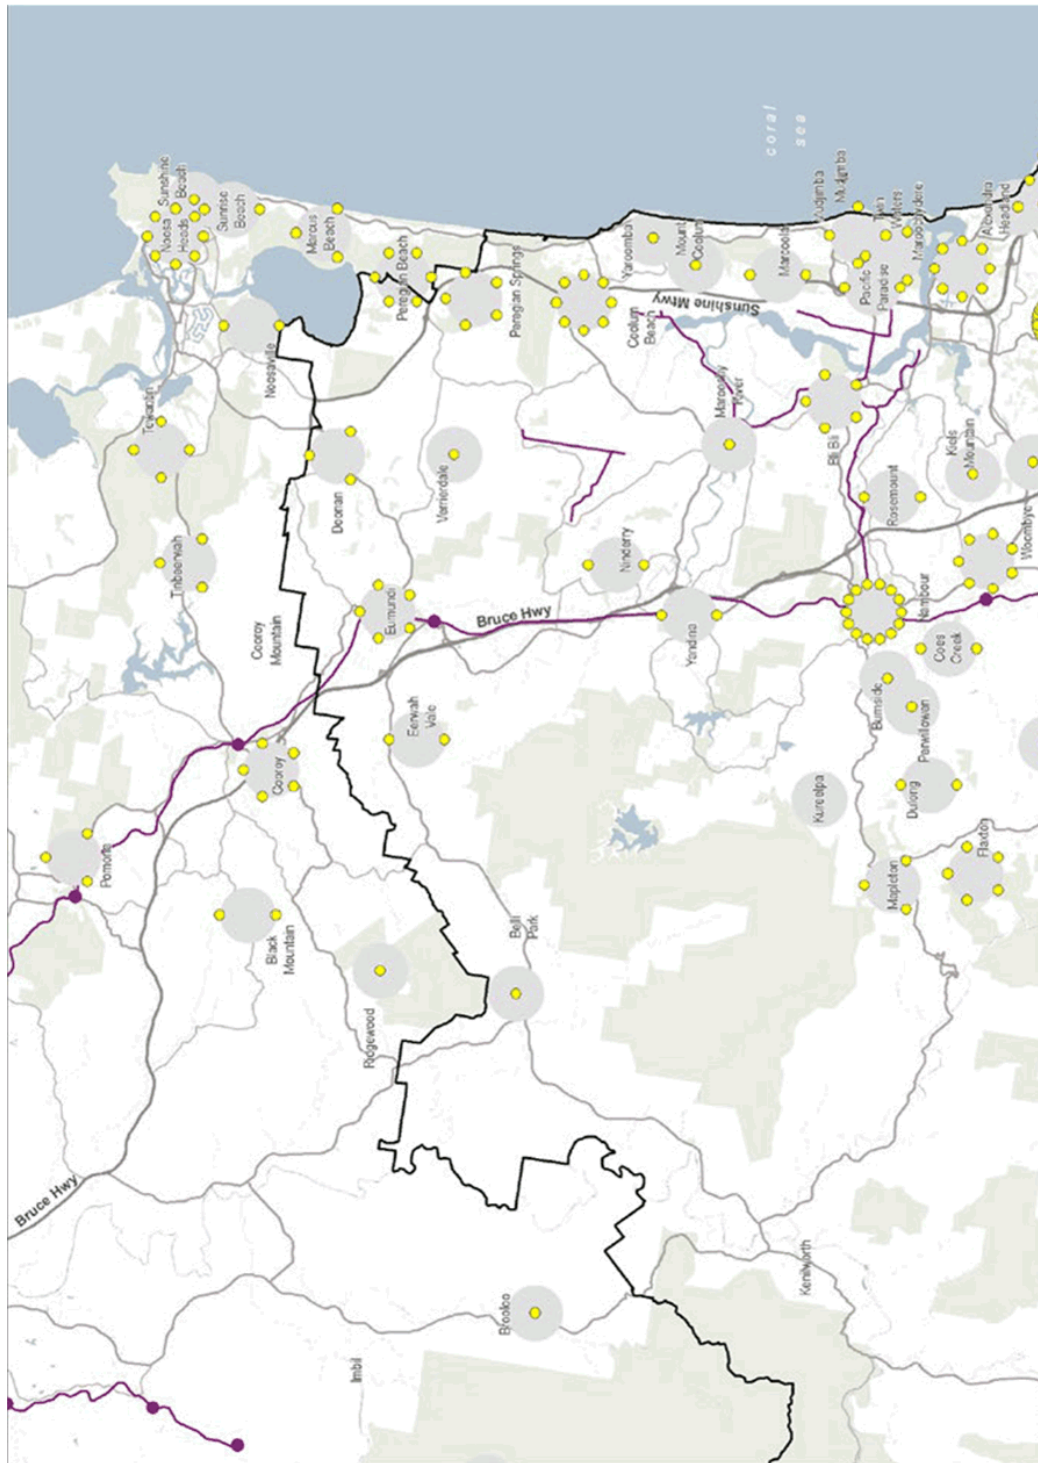 coral
sea
Sunshine
Beach
Noosa
Heads
Sunrise
Beach
Marcus
Beach
Peregian Beach
Peregian Springs
Yaroomba
Mount
Coolum
Marcoola
Mudjimba
Mudjimba
Twin
Waters
Pacific
Paradise
Maroochydore
Alexandra
Headland
Noosaville
Coolum
Beach
Sunshine Mtwy
Tewantin
Doonan
Verrierdale
Maroochy
River
Bli Bli
Rosemount
Kiels
Mountain
Tinbeerwah
Cooroy
Mountain
Eumundi
Bruce Hwy
Ninderry
Yandina
Nambour
Woombye
Coes
Creek
Burnside
Perwillowen
Eerwah
Vale
Cooroy
Kureelpa
Dulong
Pomona
Mapleton
Flaxton
Black
Mountain
Belli
Park
Ridgewood
Bruce Hwy
Kenilworth
Brooloo
Imbil